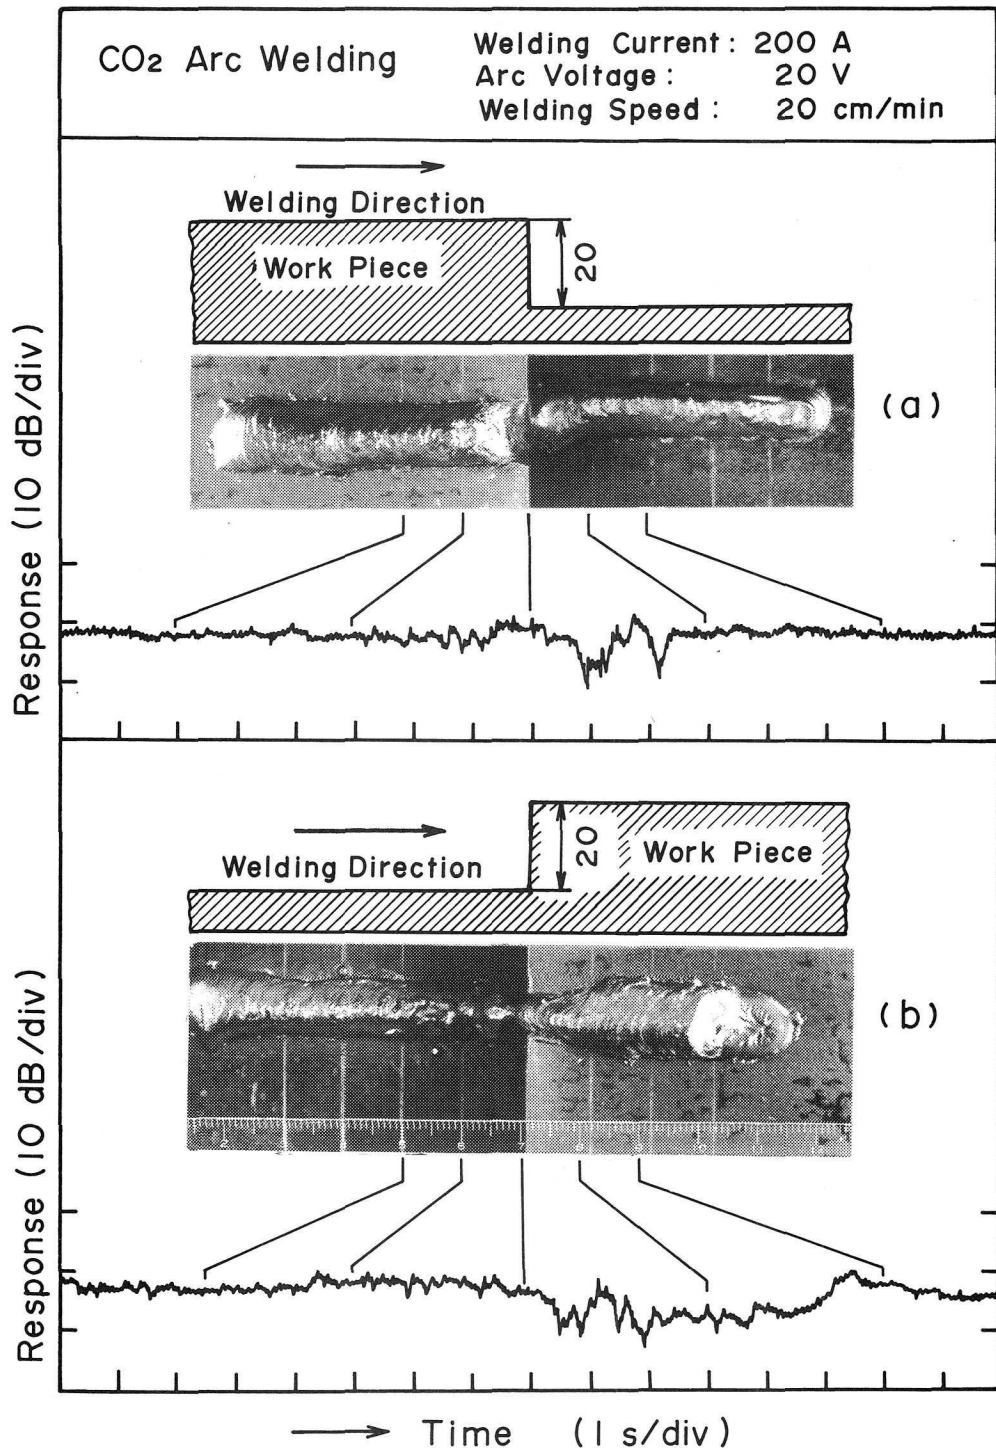 CO2 Arc Welding
Welding Current: 200 A
Arc Voltage: 20 V
Welding Speed: 20 cm/min
Welding Direction
Work Piece
20
(a)
Response (10 dB/div)
Welding Direction
20
Work Piece
(b)
Response (10 dB/div)
Time (1 s/div)